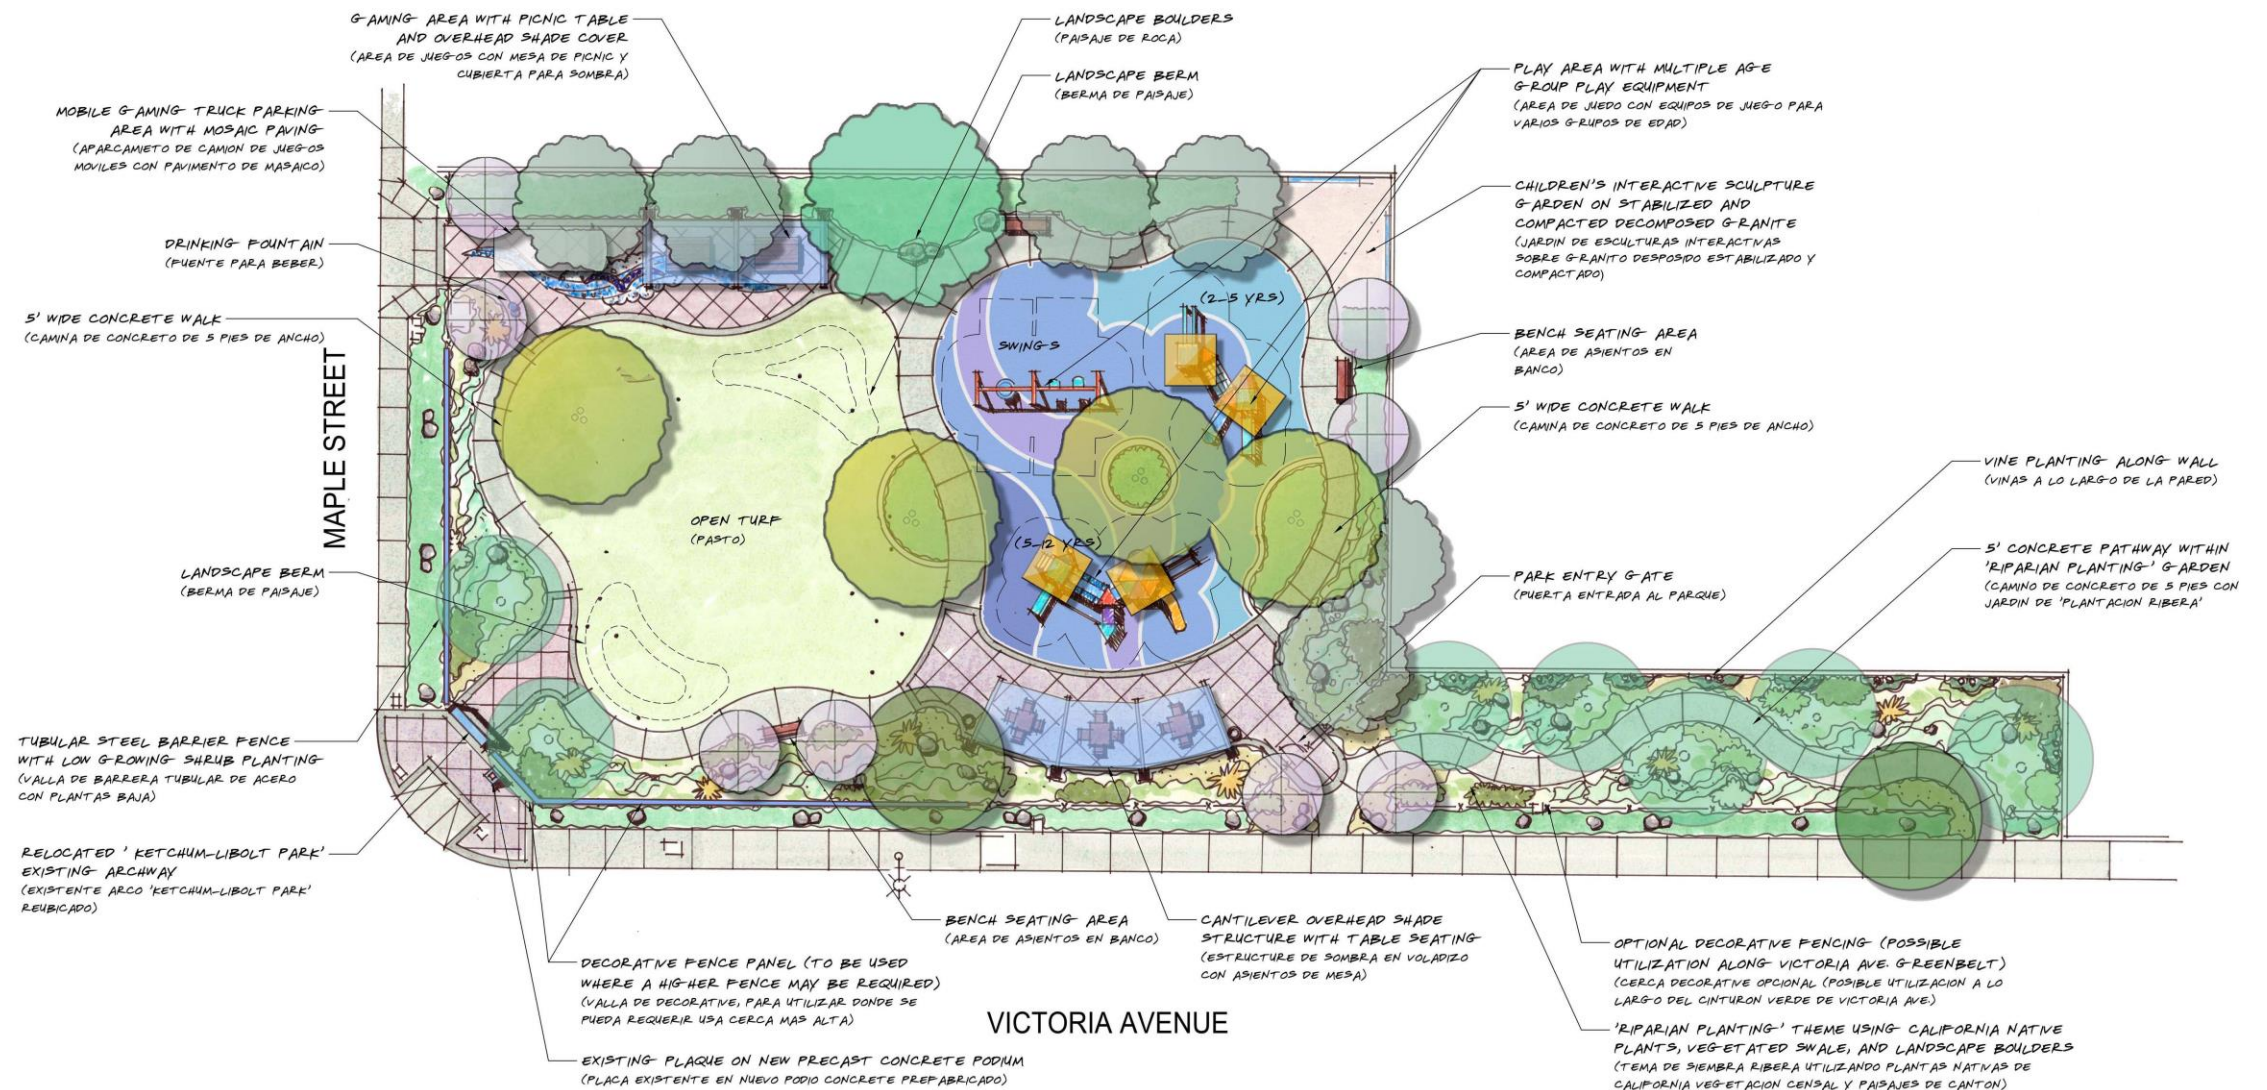 GAMING AREA WITH PICNIC TABLE
AND OVERHEAD SHADE COVER
(AREA DE JUEGOS CON MESA DE PICNIC Y
CUBIERTA PARA SOMBRA)
LANDSCAPE BOULDERS
(PAISAJE DE ROCA)
LANDSCAPE BERM
(BERMA DE PAISAJE)
PLAY AREA WITH MULTIPLE AGE
GROUP PLAY EQUIPMENT
(AREA DE JUEDO CON EQUIPOS DE JUEGO PARA
VARIOS GRUPOS DE EDAD)
MOBILE GAMING TRUCK PARKING
AREA WITH MOSAIC PAVING
(APARCAMIETO DE CAMION DE JUEGOS
MOVILES CON PAVIMENTO DE MASAICO)
CHILDREN'S INTERACTIVE SCULPTURE
GARDEN ON STABILIZED AND
COMPACTED DECOMPOSED GRANITE
(JARDIN DE ESCULTURAS INTERACTIVAS
SOBRE GRANITO DESPOSIDO ESTABILIZADO Y
COMPACTADO)
DRINKING FOUNTAIN
(FUENTE PARA BEBER)
5' WIDE CONCRETE WALK
(CAMINA DE CONCRETO DE 5 PIES DE ANCHO)
MAPLE STREET
(2-5 YRS)
SWINGS
BENCH SEATING AREA
(AREA DE ASIENTOS EN
BANCO)
5' WIDE CONCRETE WALK
(CAMINA DE CONCRETO DE 5 PIES DE ANCHO)
VINE PLANTING ALONG WALL
(VINAS A LO LARGO DE LA PARED)
OPEN TURF
(PASTO)
(5-12 YRS)
5' CONCRETE PATHWAY WITHIN
'RIPARIAN PLANTING' GARDEN
(CAMINO DE CONCRETO DE 5 PIES CON
JARDIN DE 'PLANTACION RIBERA'
LANDSCAPE BERM
(BERMA DE PAISAJE)
PARK ENTRY GATE
(PUERTA ENTRADA AL PARQUE)
TUBULAR STEEL BARRIER FENCE
WITH LOW GROWING SHRUB PLANTING
(VALLA DE BARRERA TUBULAR DE ACERO
CON PLANTAS BAJA)
RELOCATED 'KETCHUM-LIBOLT PARK'
EXISTING ARCHWAY
(EXISTENTE ARCO 'KETCHUM-LIBOLT PARK'
REUBICADO)
BENCH SEATING AREA
(AREA DE ASIENTOS EN BANCO)
CANTILEVER OVERHEAD SHADE
STRUCTURE WITH TABLE SEATING
(ESTRUCTURE DE SOMBRA EN VOLADIZO
CON ASIENTOS DE MESA)
OPTIONAL DECORATIVE FENCING (POSSIBLE
UTILIZATION ALONG VICTORIA AVE. GREENBELT)
(CERCA DECORATIVE OPCIONAL (POSIBLE UTILIZACION A LO
LARGO DEL CINTURON VERDE DE VICTORIA AVE.)
DECORATIVE FENCE PANEL (TO BE USED
WHERE A HIGHER FENCE MAY BE REQUIRED)
(VALLA DE DECORATIVE, PARA UTILIZAR DONDE SE
PUEDA REQUERIR USA CERCA MAS ALTA)
VICTORIA AVENUE
'RIPARIAN PLANTING' THEME USING CALIFORNIA NATIVE
PLANTS, VEGETATED SWALE, AND LANDSCAPE BOULDERS
(TEMA DE SIEMBRA RIBERA UTILIZANDO PLANTAS NATIVAS DE
CALIFORNIA VEGETACION CENSAL Y PAISAJES DE CANTON)
EXISTING PLAQUE ON NEW PRECAST CONCRETE PODIUM
(PLACA EXISTENTE EN NUEVO PODIO CONCRETE PREFABRICADO)